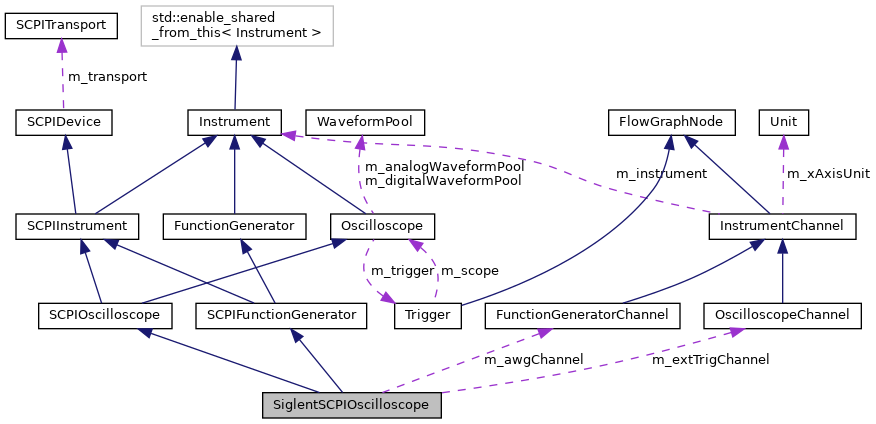 SCPITransport
std::enable_shared
_from_this< Instrument >
m_transport
SCPIDevice
Instrument
WaveformPool
FlowGraphNode
Unit
m_analogWaveformPool
m_digitalWaveformPool
m_instrument
m_xAxisUnit
SCPIInstrument
FunctionGenerator
Oscilloscope
InstrumentChannel
m_trigger
m_scope
SCPIOscilloscope
SCPIFunctionGenerator
Trigger
FunctionGeneratorChannel
OscilloscopeChannel
m_awgChannel
m_extTrigChannel
SiglentSCPIOscilloscope